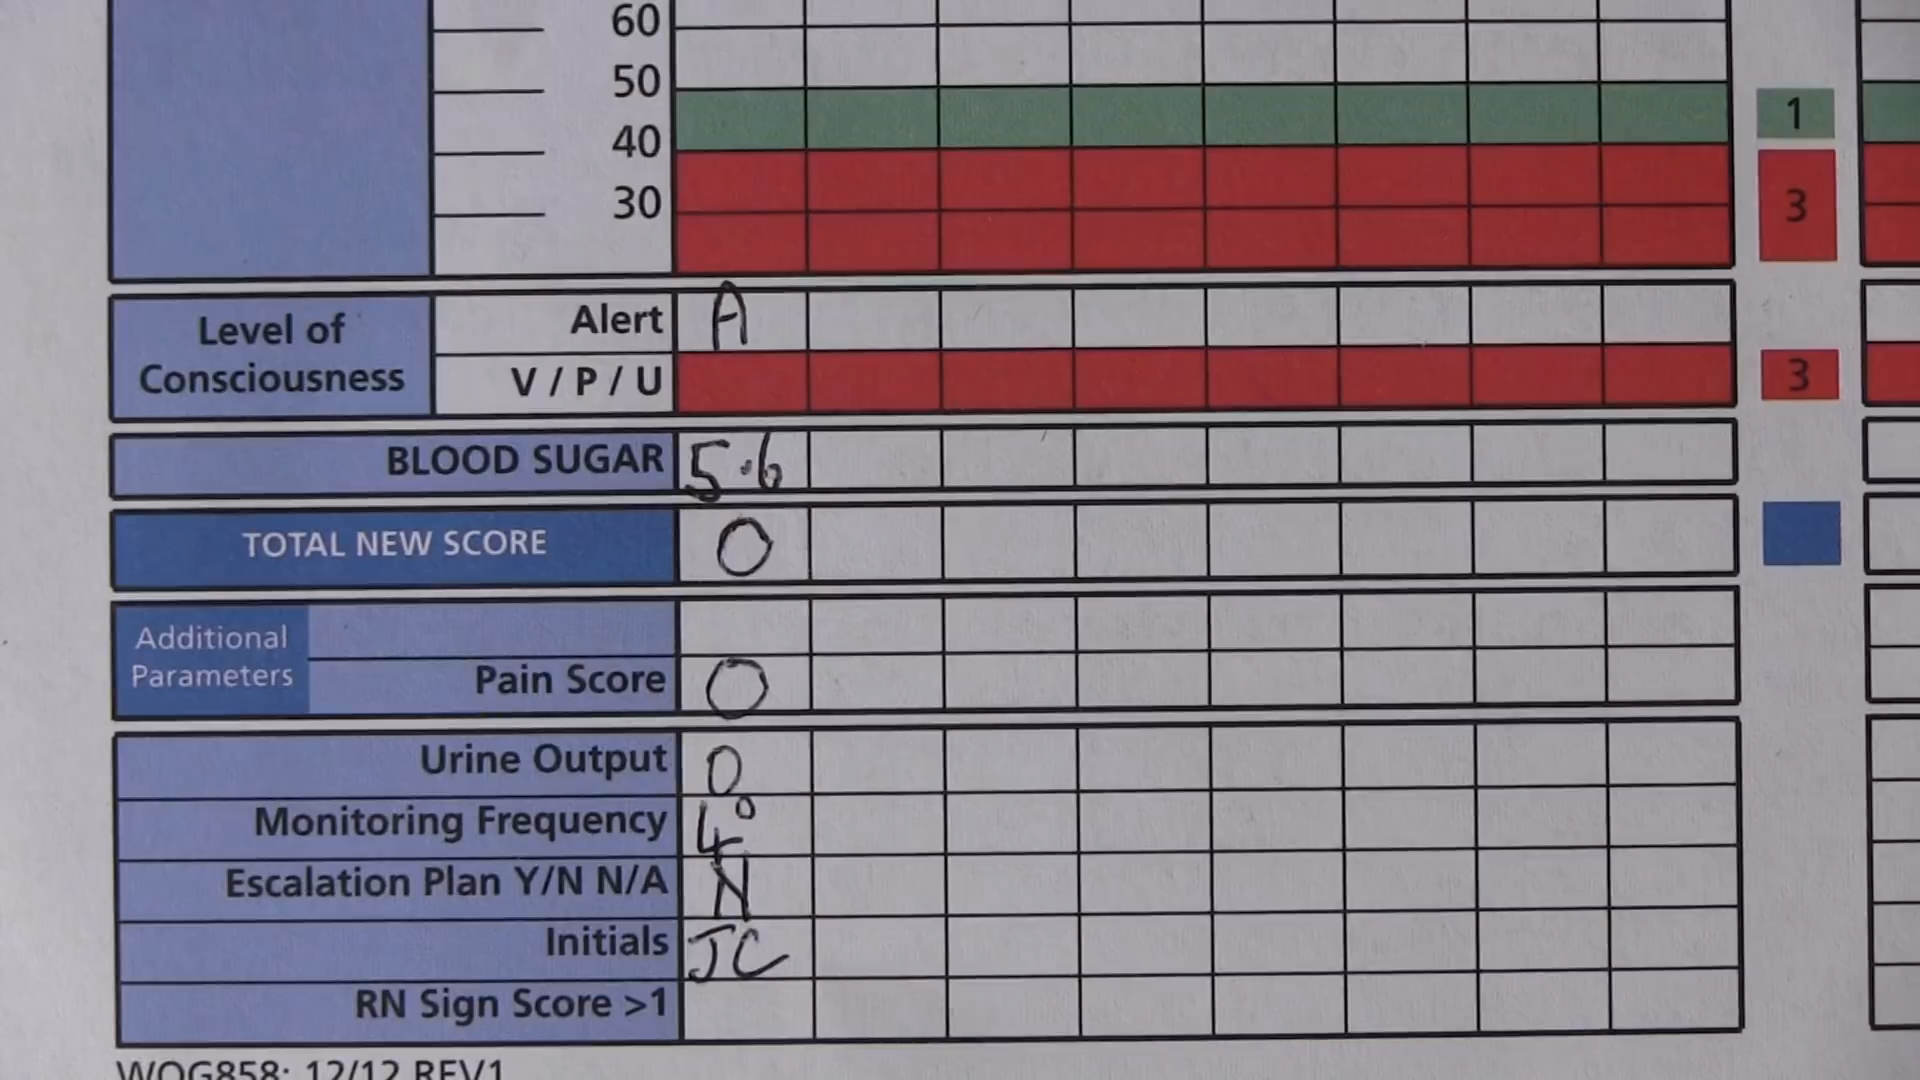 60
50
40
30
1
3
Level of Consciousness
Alert A
V / P / U
3
BLOOD SUGAR 5.6
TOTAL NEW SCORE 0
Additional Parameters
Pain Score 0
Urine Output 0
Monitoring Frequency 4°
Escalation Plan Y/N N/A N
Initials JC
RN Sign Score >1
WOG858: 12/12 REV1